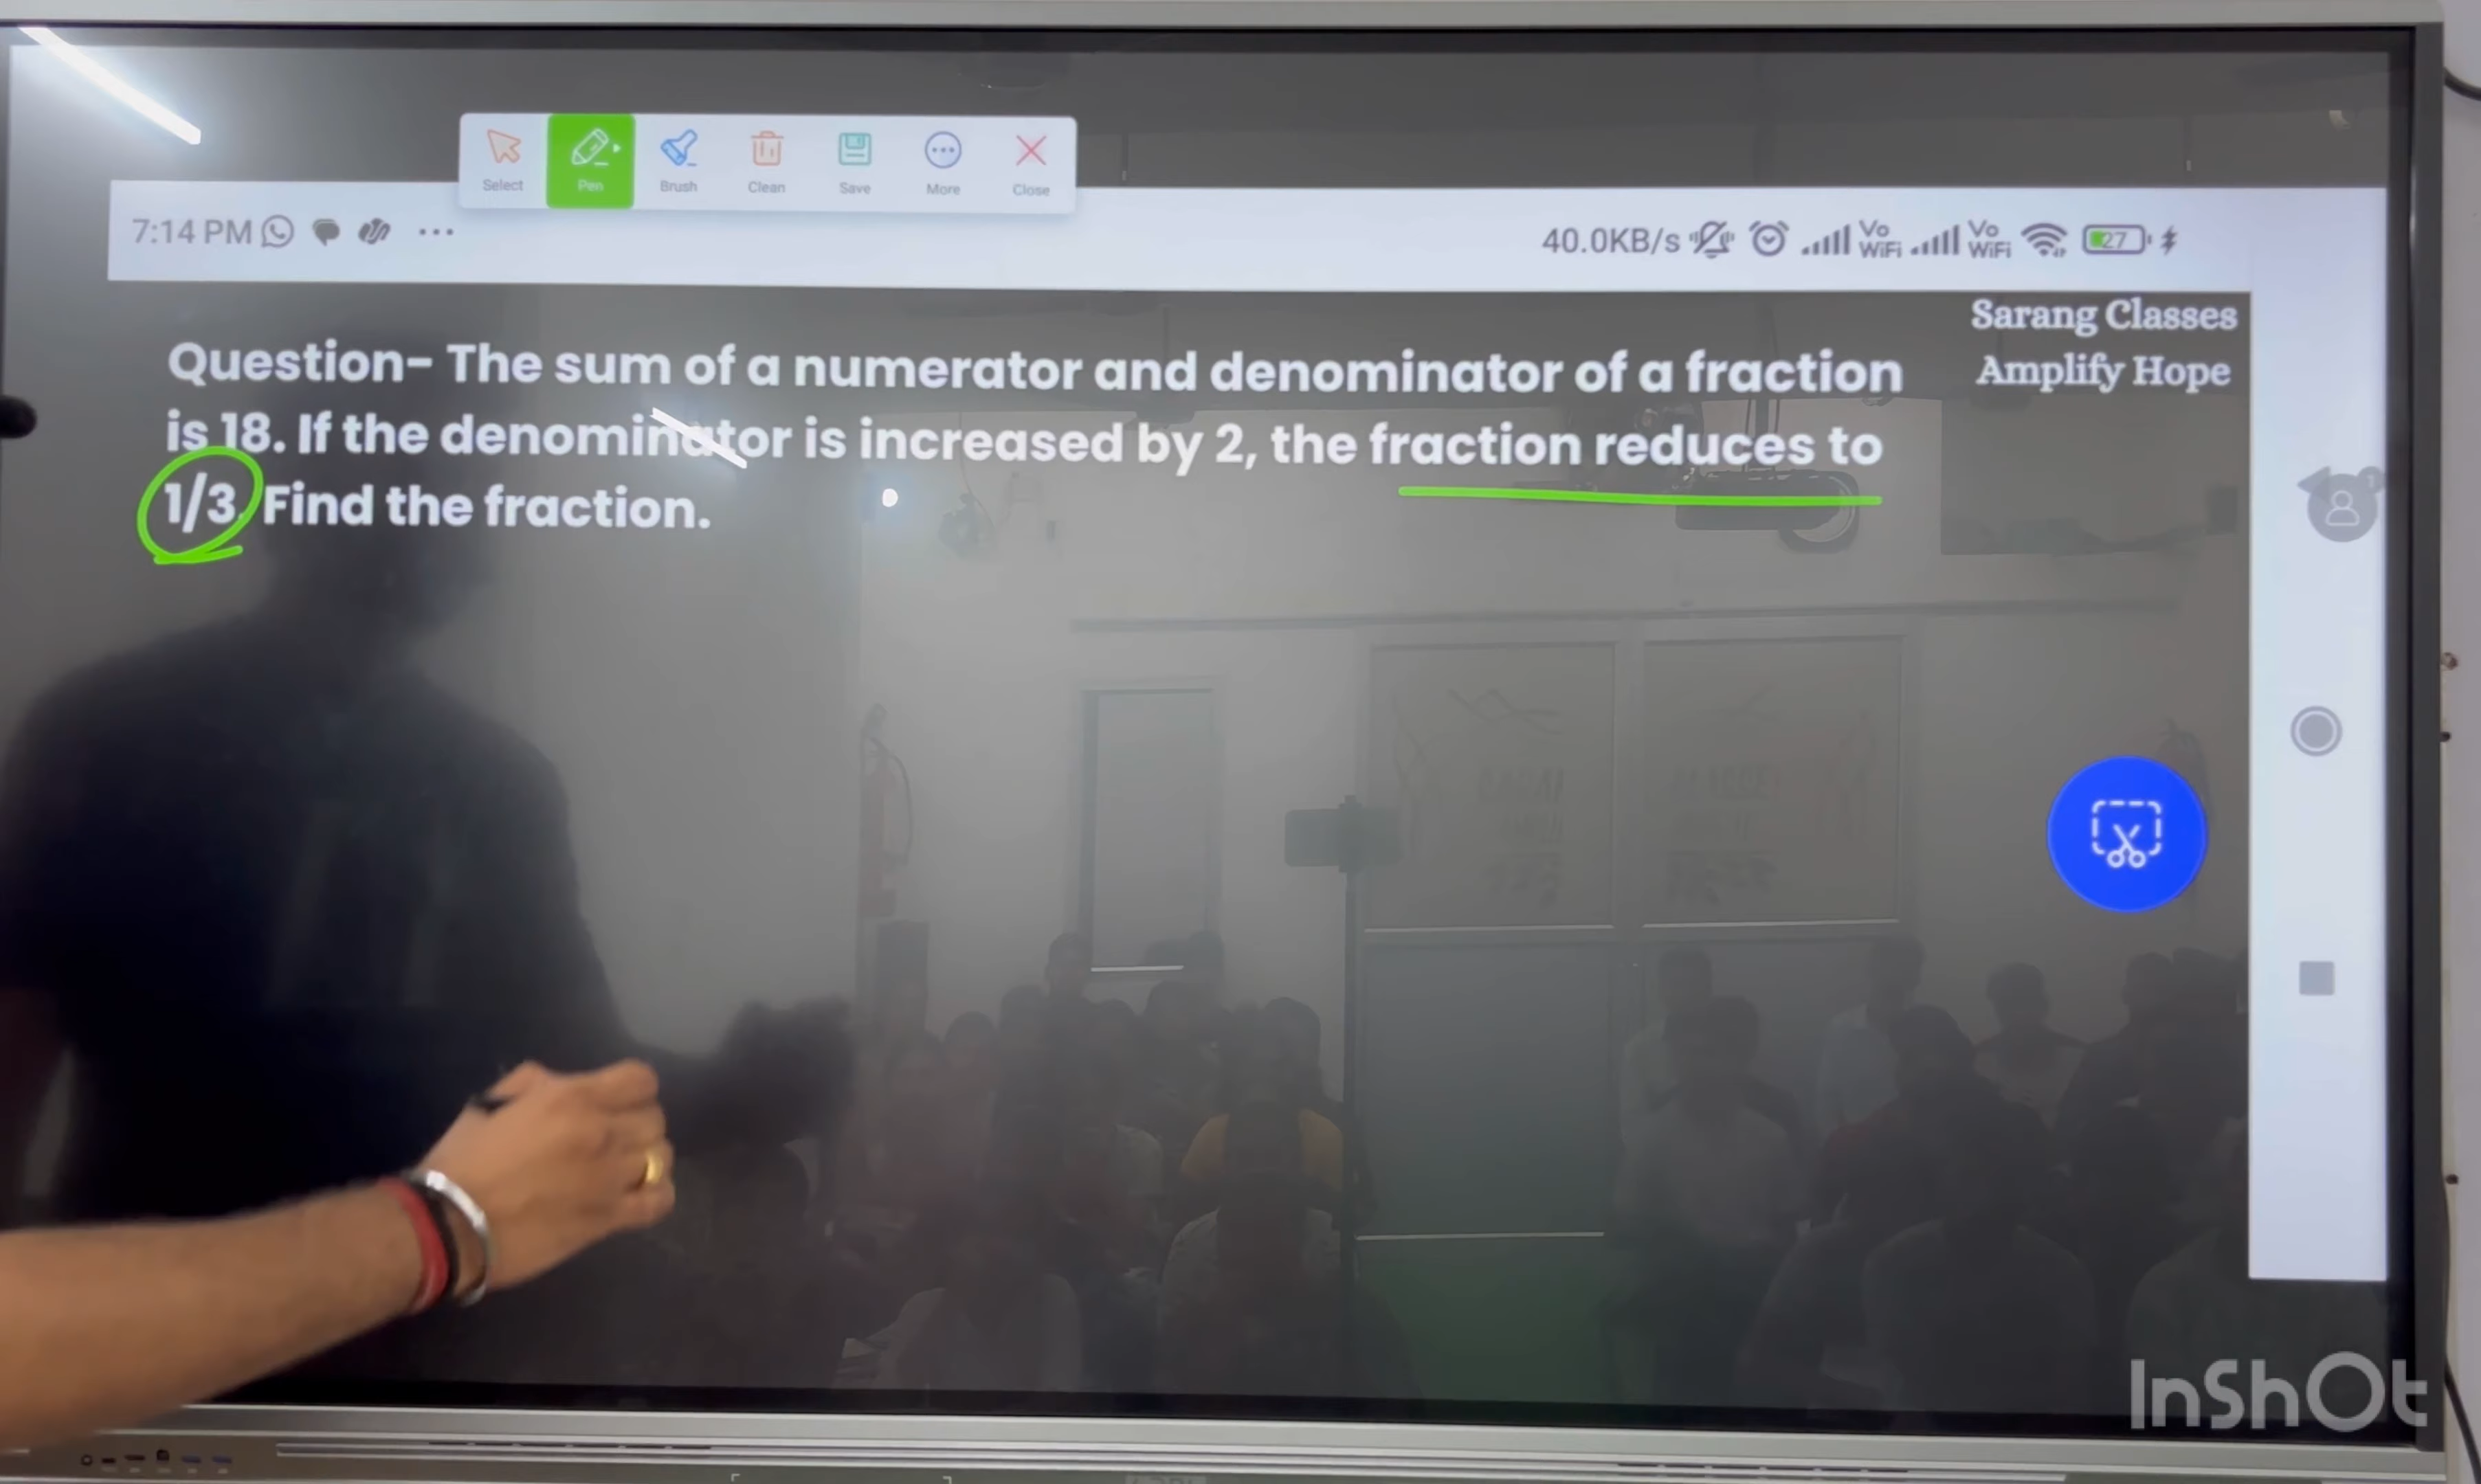 Select Pen Brush Clean Save More Close
7:14 PM
40.0KB/s Vo WiFi Vo WiFi 27
Sarang Classes
Amplify Hope
Question- The sum of a numerator and denominator of a fraction
is 18. If the denominator is increased by 2, the fraction reduces to
1/3. Find the fraction.
1
InShOt